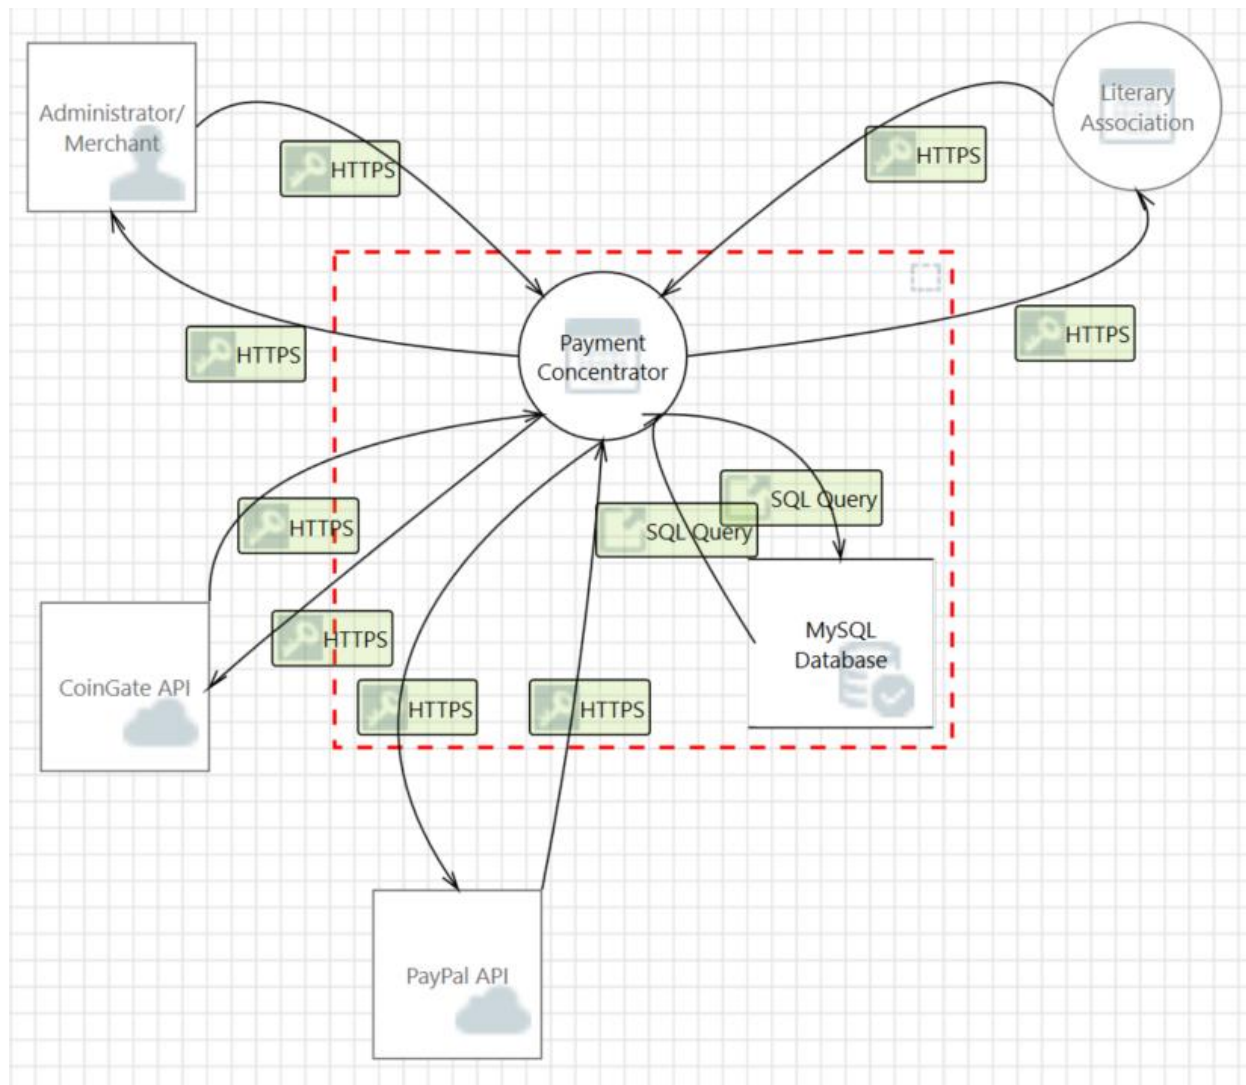 Administrator/
Merchant
HTTPS
HTTPS
Literary
Association
HTTPS
HTTPS
Payment
Concentrator
HTTPS
HTTPS
SQL Query
SQL Query
HTTPS
HTTPS
MySQL
Database
CoinGate API
PayPal API